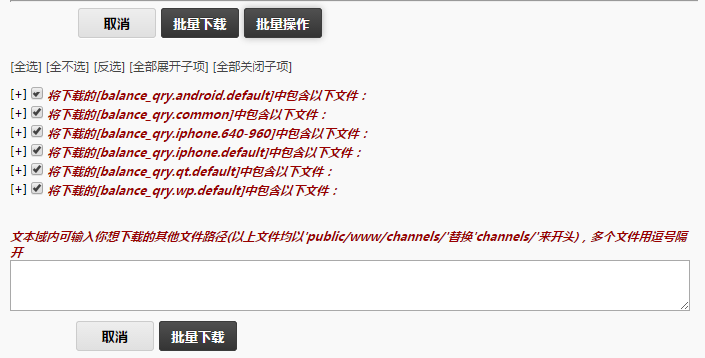 取消 批量下载 批量操作
[全选] [全不选] [反选] [全部展开子项] [全部关闭子项]
[+] 将下载的[balance_qry.android.default]中包含以下文件：
[+] 将下载的[balance_qry.common]中包含以下文件：
[+] 将下载的[balance_qry.iphone.640-960]中包含以下文件：
[+] 将下载的[balance_qry.iphone.default]中包含以下文件：
[+] 将下载的[balance_qry.qt.default]中包含以下文件：
[+] 将下载的[balance_qry.wp.default]中包含以下文件：
文本域内可输入你想下载的其他文件路径(以上文件均以'public/www/channels/'替换'channels/'来开头)，多个文件用逗号隔
开
取消 批量下载